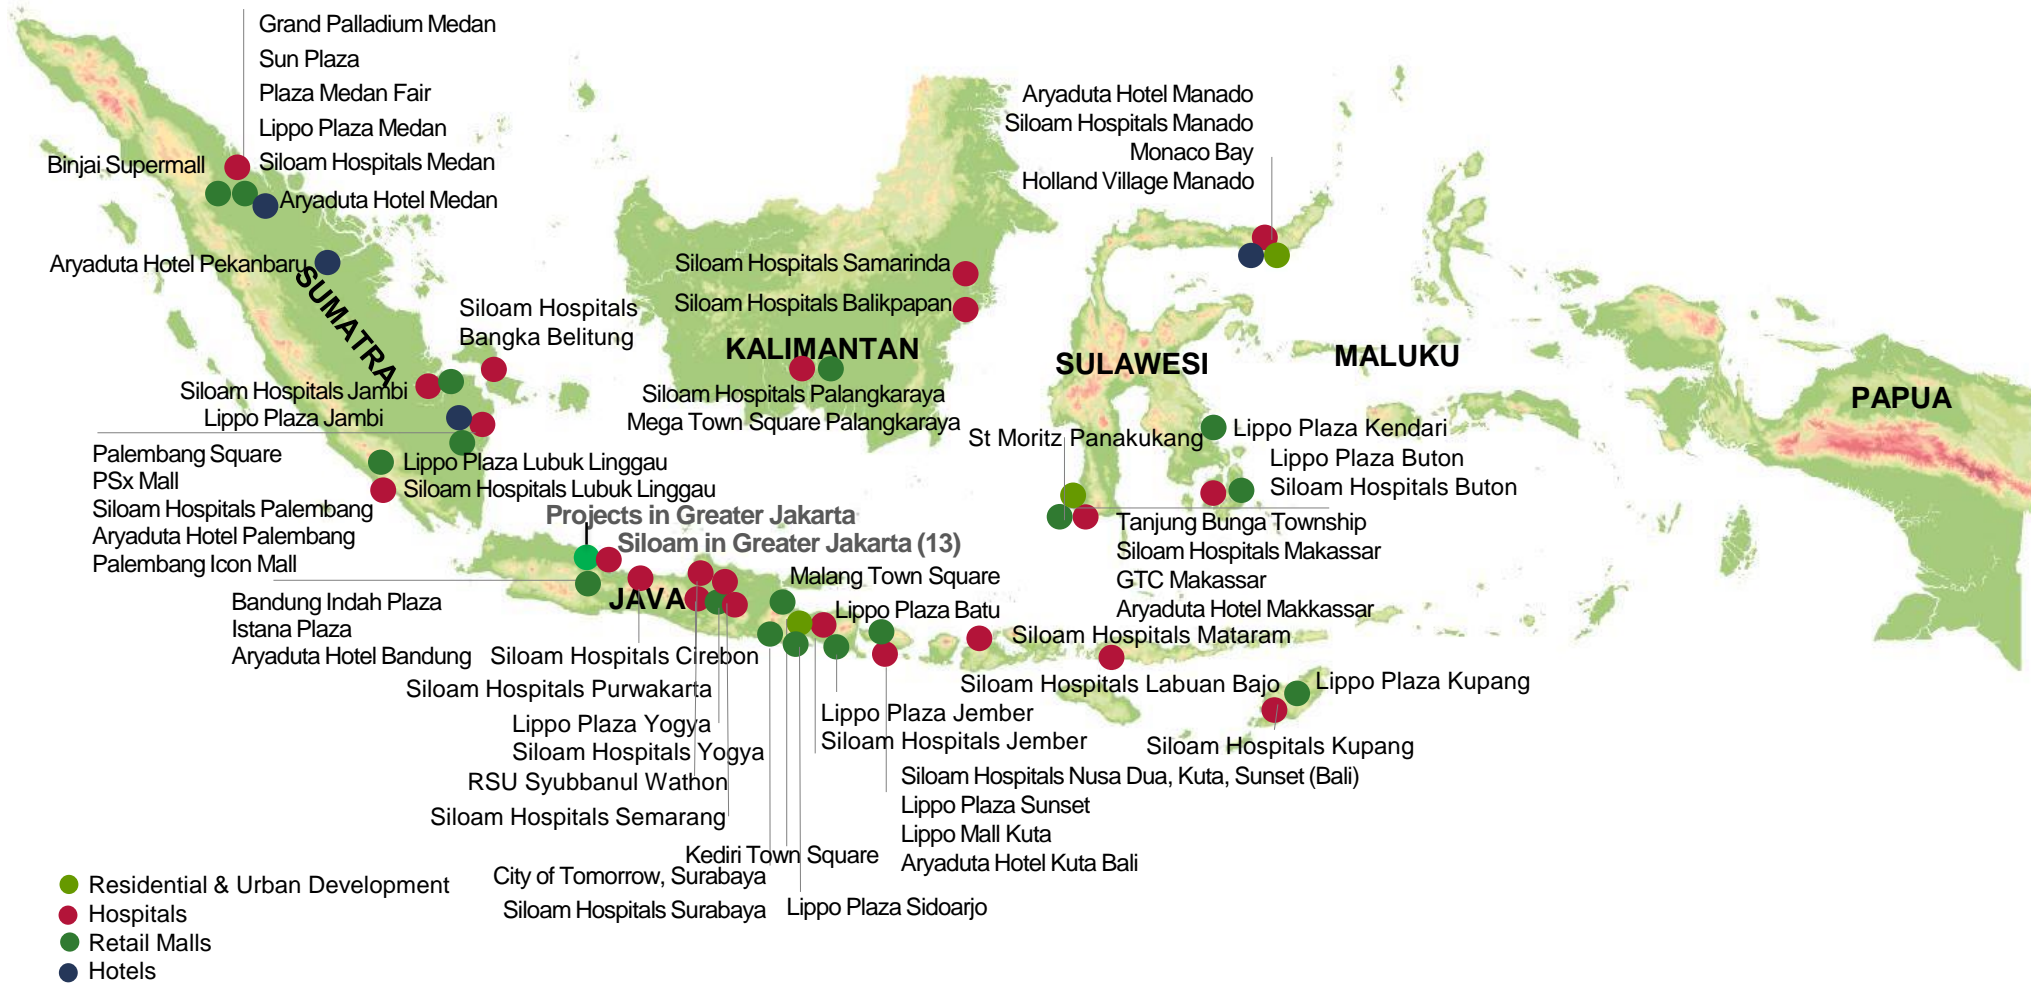 Grand Palladium Medan
Sun Plaza
Plaza Medan Fair
Lippo Plaza Medan
Siloam Hospitals Medan
Binjai Supermall
Aryaduta Hotel Medan
Aryaduta Hotel Pekanbaru
SUMATRA
Siloam Hospitals
Bangka Belitung
Siloam Hospitals Jambi
Lippo Plaza Jambi
Palembang Square
PSx Mall
Siloam Hospitals Palembang
Aryaduta Hotel Palembang
Palembang Icon Mall
Lippo Plaza Lubuk Linggau
Siloam Hospitals Lubuk Linggau
Siloam Hospitals Samarinda
Siloam Hospitals Balikpapan
KALIMANTAN
Siloam Hospitals Palangkaraya
Mega Town Square Palangkaraya
Aryaduta Hotel Manado
Siloam Hospitals Manado
Monaco Bay
Holland Village Manado
SULAWESI
MALUKU
PAPUA
St Moritz Panakukang
Lippo Plaza Kendari
Lippo Plaza Buton
Siloam Hospitals Buton
Tanjung Bunga Township
Siloam Hospitals Makassar
GTC Makassar
Aryaduta Hotel Makkassar
Projects in Greater Jakarta
Siloam in Greater Jakarta (13)
JAVA
Malang Town Square
Lippo Plaza Batu
Bandung Indah Plaza
Istana Plaza
Aryaduta Hotel Bandung
Siloam Hospitals Cirebon
Siloam Hospitals Purwakarta
Lippo Plaza Yogya
Siloam Hospitals Yogya
RSU Syubbanul Wathon
Siloam Hospitals Semarang
Kediri Town Square
City of Tomorrow, Surabaya
Siloam Hospitals Surabaya
Lippo Plaza Sidoarjo
Lippo Plaza Jember
Siloam Hospitals Jember
Siloam Hospitals Nusa Dua, Kuta, Sunset (Bali)
Lippo Plaza Sunset
Lippo Mall Kuta
Aryaduta Hotel Kuta Bali
Siloam Hospitals Mataram
Siloam Hospitals Labuan Bajo
Lippo Plaza Kupang
Siloam Hospitals Kupang
Residential & Urban Development
Hospitals
Retail Malls
Hotels